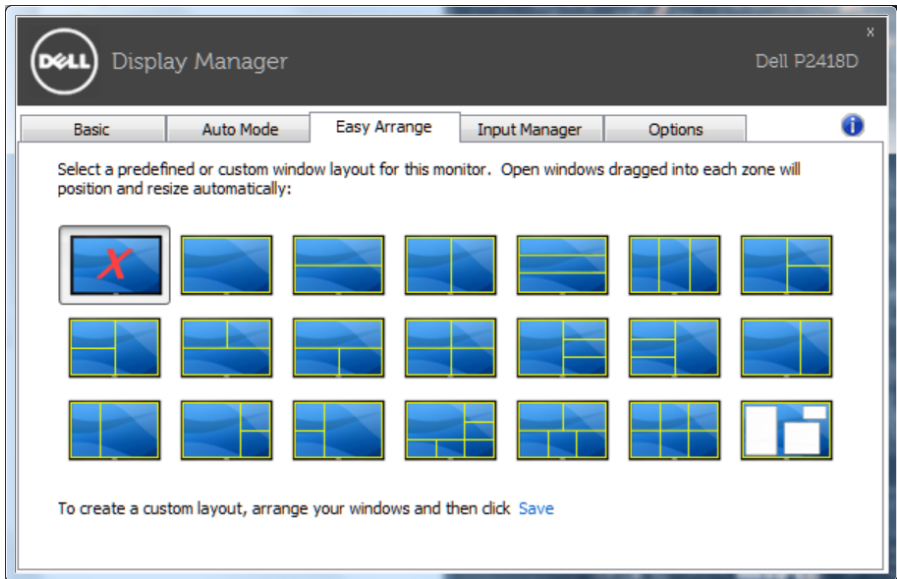 DELL Display Manager
x
Dell P2418D
Basic Auto Mode Easy Arrange Input Manager Options
Select a predefined or custom window layout for this monitor. Open windows dragged into each zone will
position and resize automatically:
X
To create a custom layout, arrange your windows and then click Save